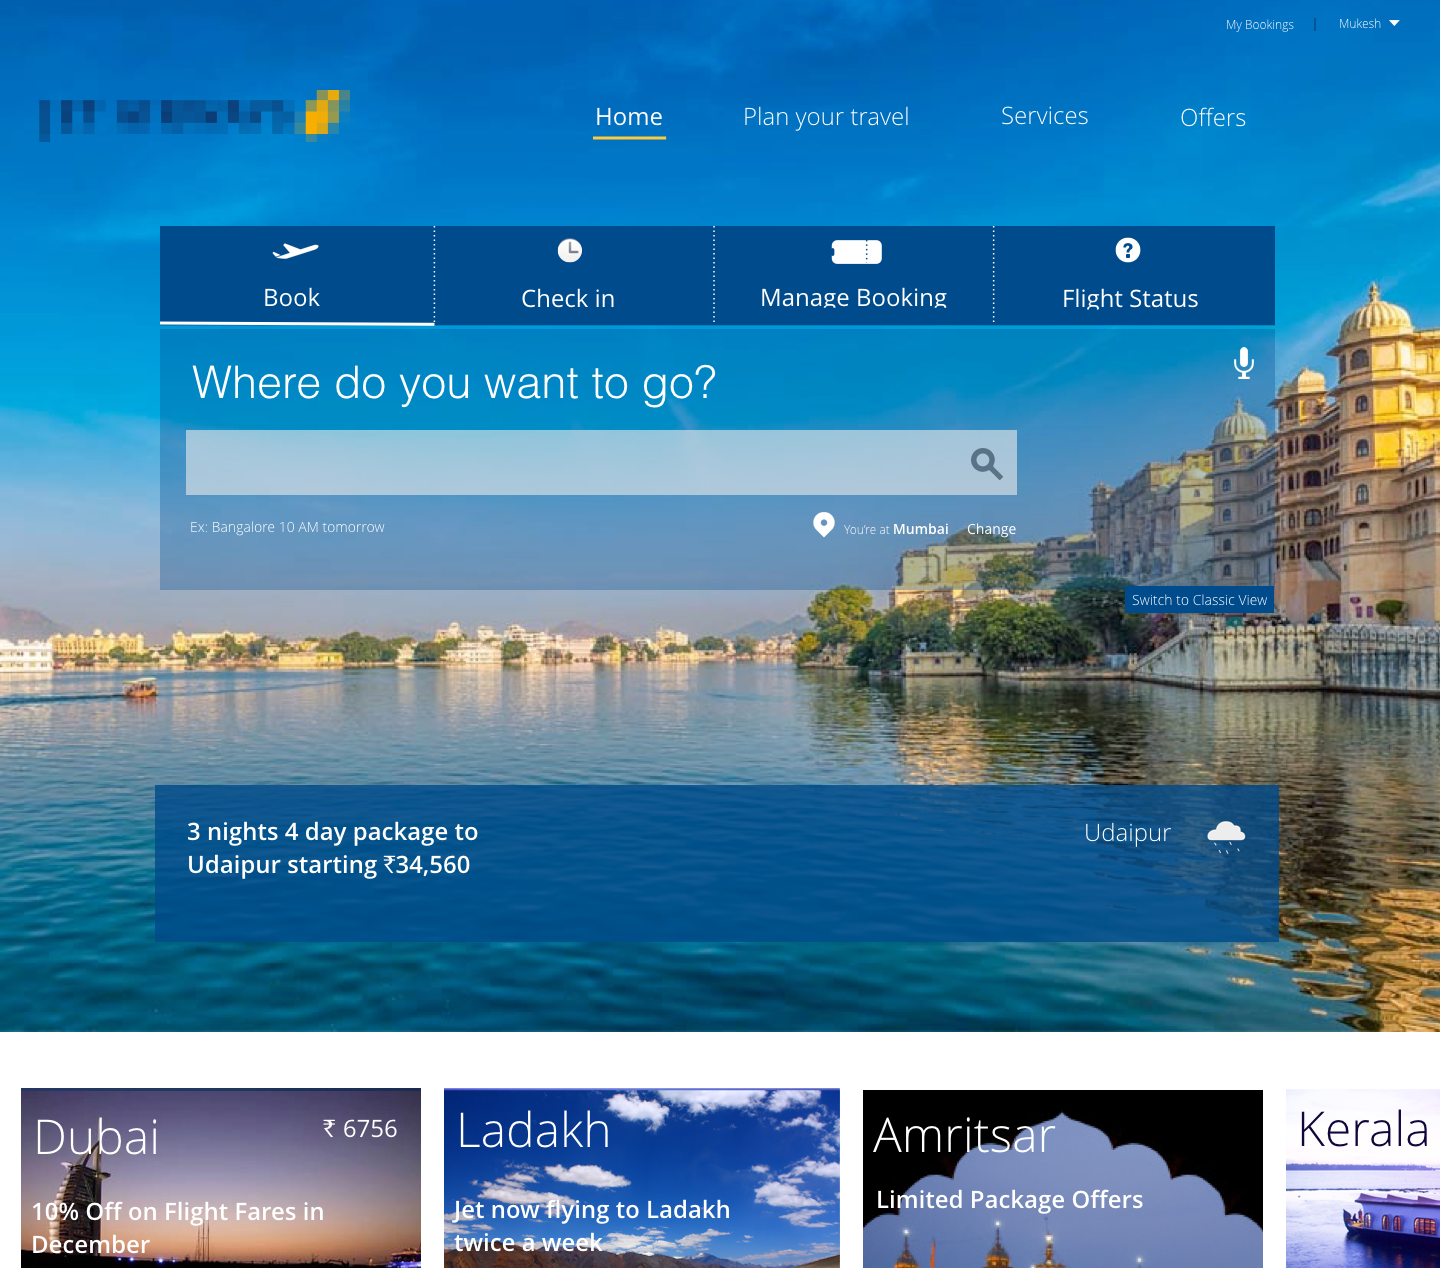 My Bookings | Mukesh
Home Plan your travel Services Offers
Book Check in Manage Booking Flight Status
Where do you want to go?
Ex: Bangalore 10 AM tomorrow
You're at Mumbai Change
Switch to Classic View
3 nights 4 day package to
Udaipur starting ₹34,560
Udaipur
Dubai
₹ 6756
10% Off on Flight Fares in
December
Ladakh
Jet now flying to Ladakh
twice a week
Amritsar
Limited Package Offers
Kerala